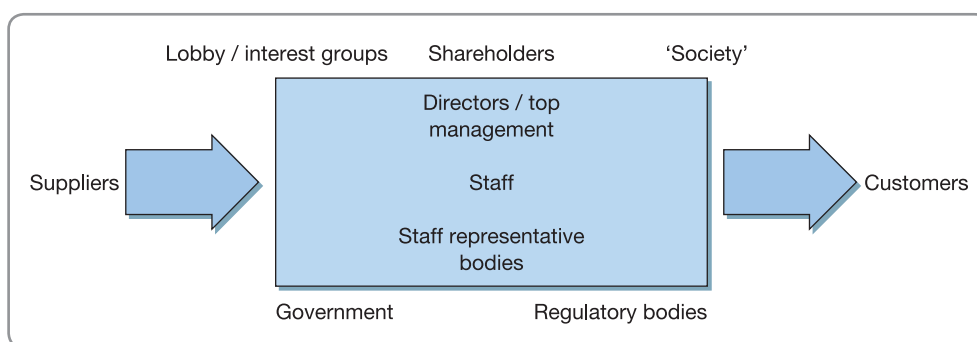 Lobby / interest groups
Shareholders
‘Society’
Directors / top
management
Suppliers
Staff
Customers
Staff representative
bodies
Government
Regulatory bodies